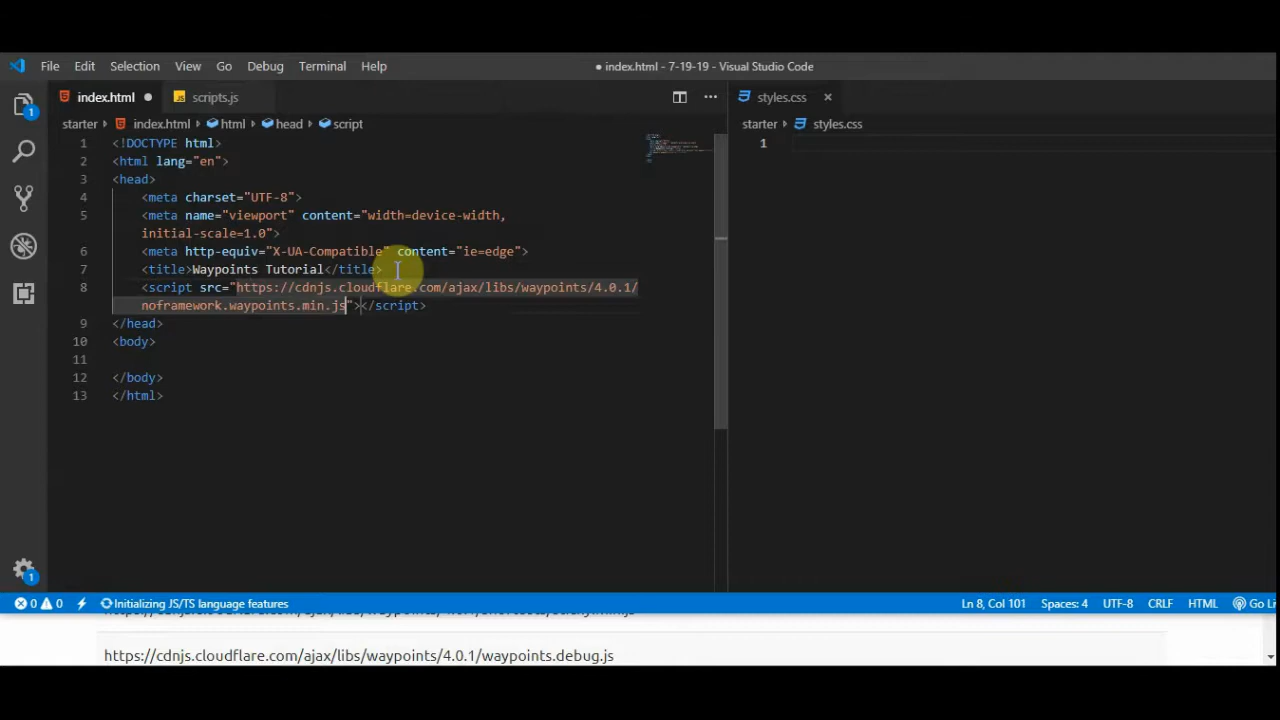 File Edit Selection View Go Debug Terminal Help
● index.html - 7-19-19 - Visual Studio Code
index.html ●
JS scripts.js
starter › index.html › html › head › script
1 <!DOCTYPE html>
2 <html lang="en">
3 <head>
4 <meta charset="UTF-8">
5 <meta name="viewport" content="width=device-width,
initial-scale=1.0">
6 <meta http-equiv="X-UA-Compatible" content="ie=edge">
7 <title>Waypoints Tutorial</title>
8 <script src="https://cdnjs.cloudflare.com/ajax/libs/waypoints/4.0.1/
noframework.waypoints.min.js"></script>
9 </head>
10 <body>
11
12 </body>
13 </html>
styles.css ×
starter › styles.css
1
1
1
0 0 Initializing JS/TS language features
Ln 8, Col 101 Spaces: 4 UTF-8 CRLF HTML Go Li
https://cdnjs.cloudflare.com/ajax/libs/waypoints/4.0.1/waypoints.debug.js